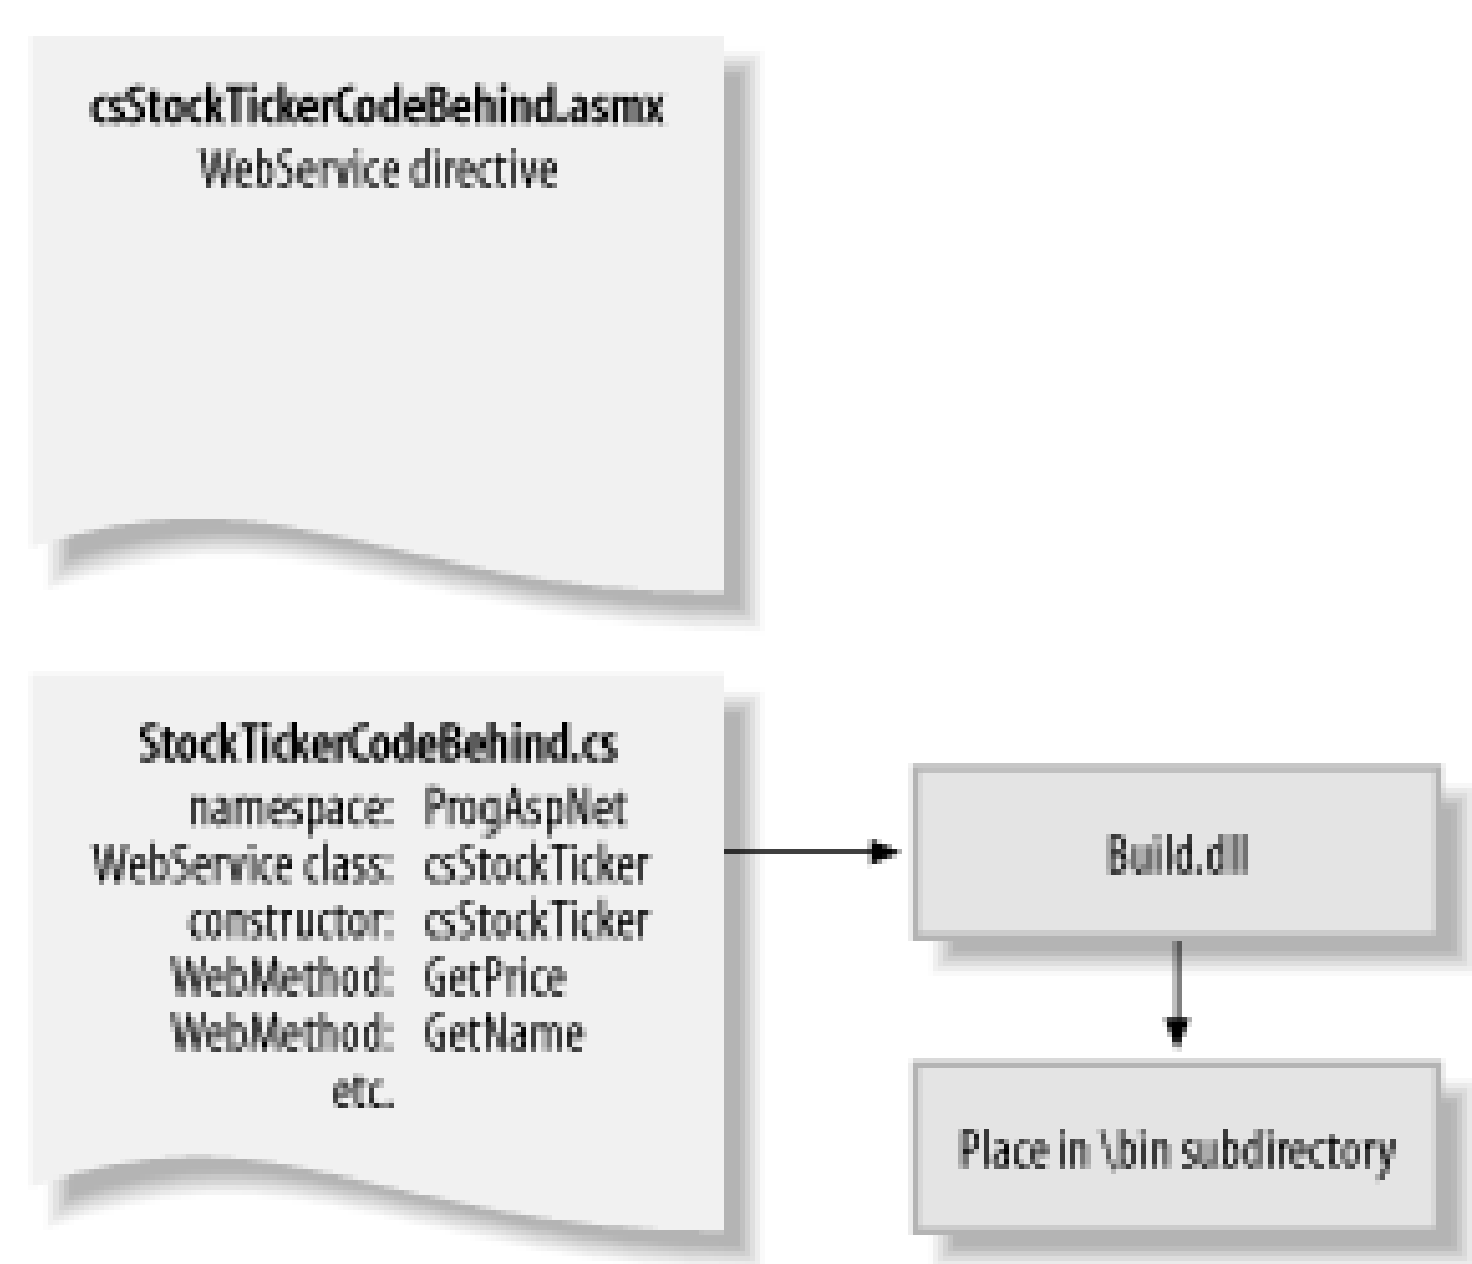 csStockTickerCodeBehind.asmx
WebService directive
StockTickerCodeBehind.cs
namespace: ProgAspNet
WebService class: csStockTicker
constructor: csStockTicker
WebMethod: GetPrice
WebMethod: GetName
etc.
Build.dll
Place in \bin subdirectory